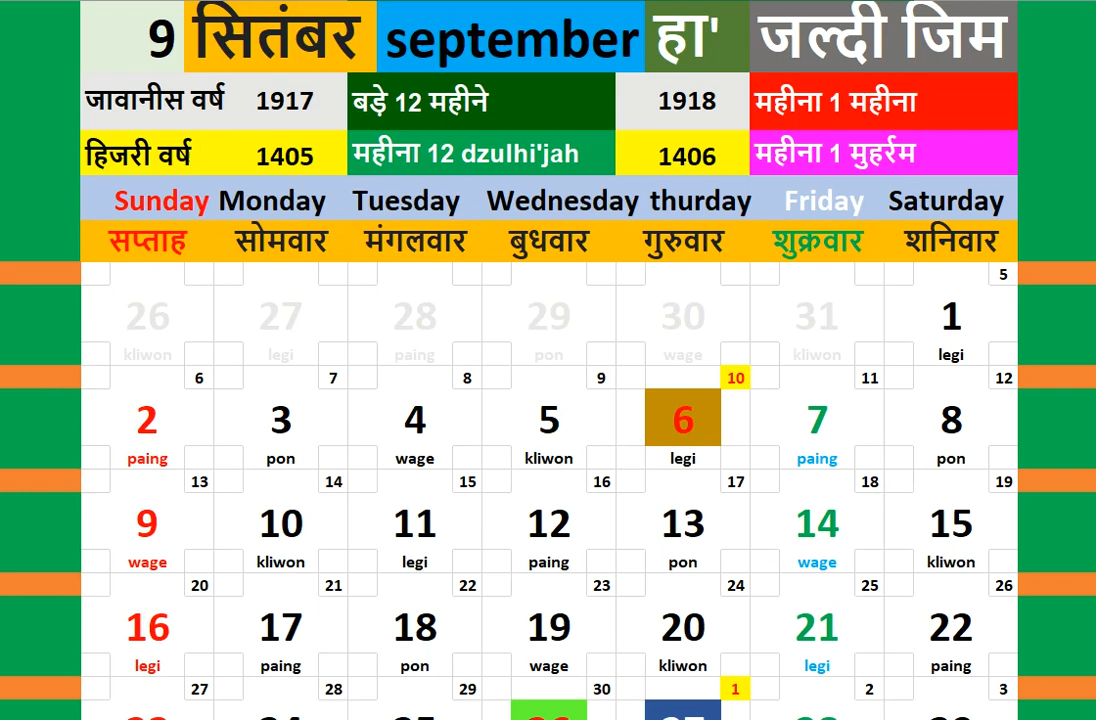 9 सितंबर september हा' जल्दी जिम
जावानीस वर्ष 1917 बड़े 12 महीने 1918 महीना 1 महीना
हिजरी वर्ष 1405 महीना 12 dzulhi'jah 1406 महीना 1 मुहर्रम
Sunday Monday Tuesday Wednesday thurday Friday Saturday
सप्ताह सोमवार मंगलवार बुधवार गुरुवार शुक्रवार शनिवार
5
26 27 28 29 30 31 1
kliwon legi paing pon wage kliwon legi
6 7 8 9 10 11 12
2 3 4 5 6 7 8
paing pon wage kliwon legi paing pon
13 14 15 16 17 18 19
9 10 11 12 13 14 15
wage kliwon legi paing pon wage kliwon
20 21 22 23 24 25 26
16 17 18 19 20 21 22
legi paing pon wage kliwon legi paing
27 28 29 30 1 2 3